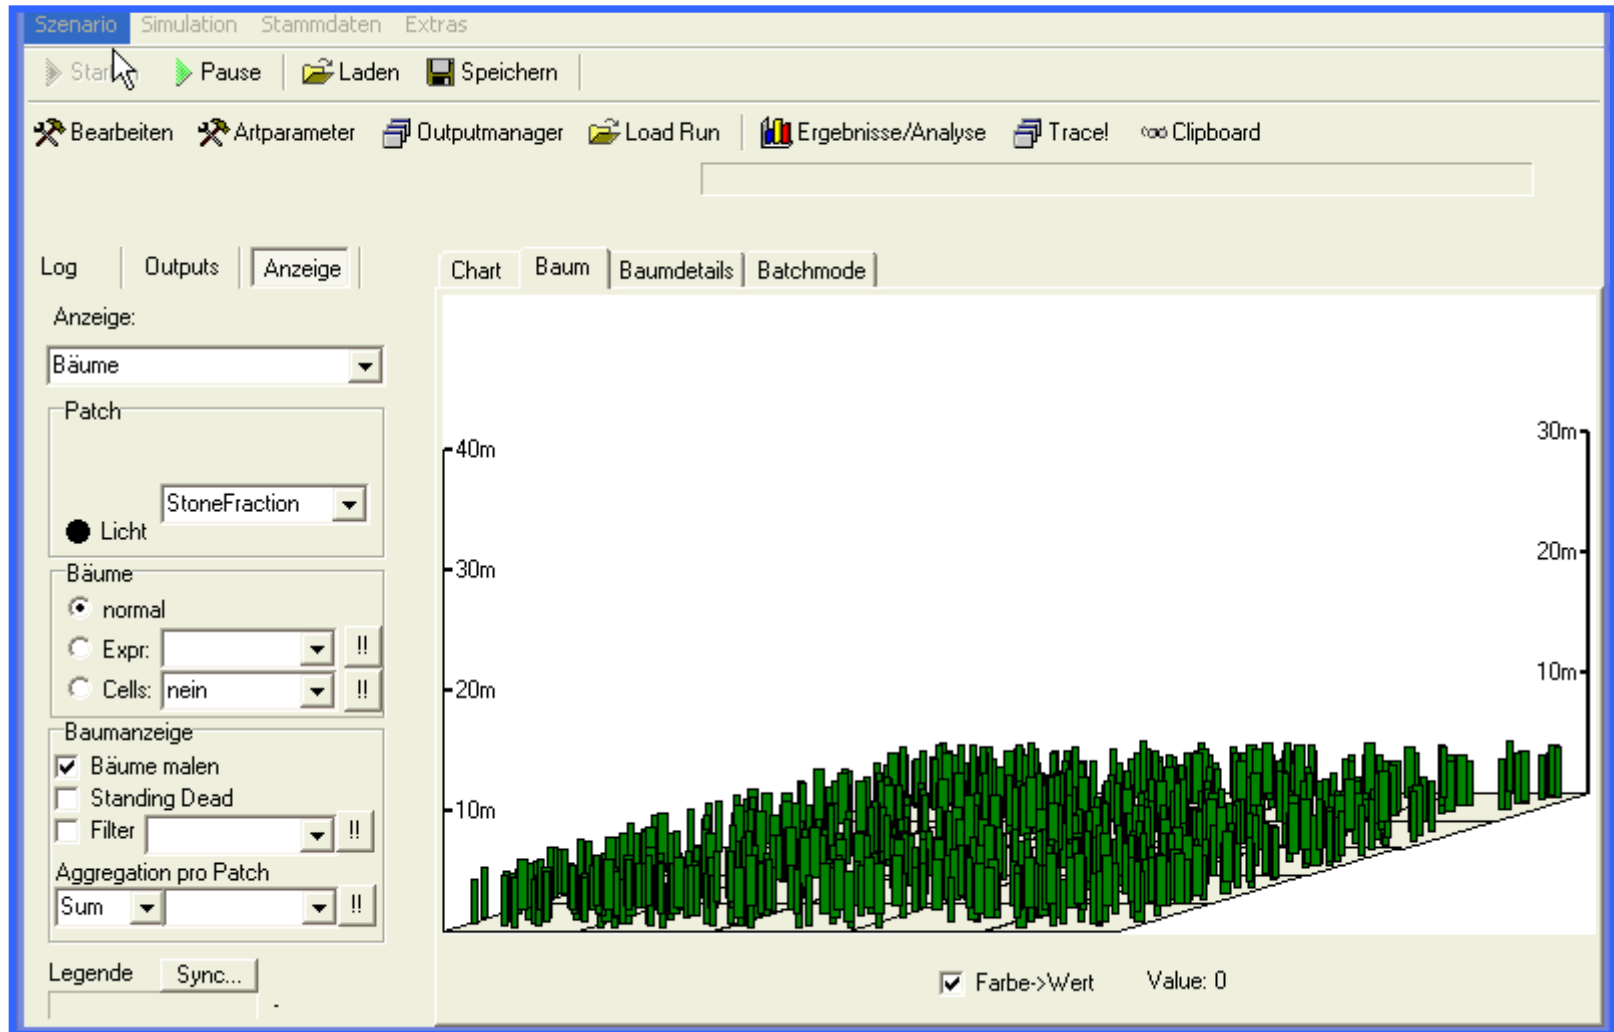 Szenario Simulation Stammdaten Extras
Pause Laden Speichern
Bearbeiten Artparameter Outputmanager Load Run Ergebnisse/Analyse Trace! Clipboard
Log Outputs Anzeige
Chart Baum Baumdetails Batchmode
Anzeige:
Bäume
Patch
StoneFraction
Licht
Bäume
normal
Expr: !!
Cells: nein !!
Baumanzeige
Bäume malen
Standing Dead
Filter !!
Aggregation pro Patch
Sum !!
Legende Sync...
-
40m
30m
20m
10m
30m
20m
10m
Farbe->Wert Value: 0